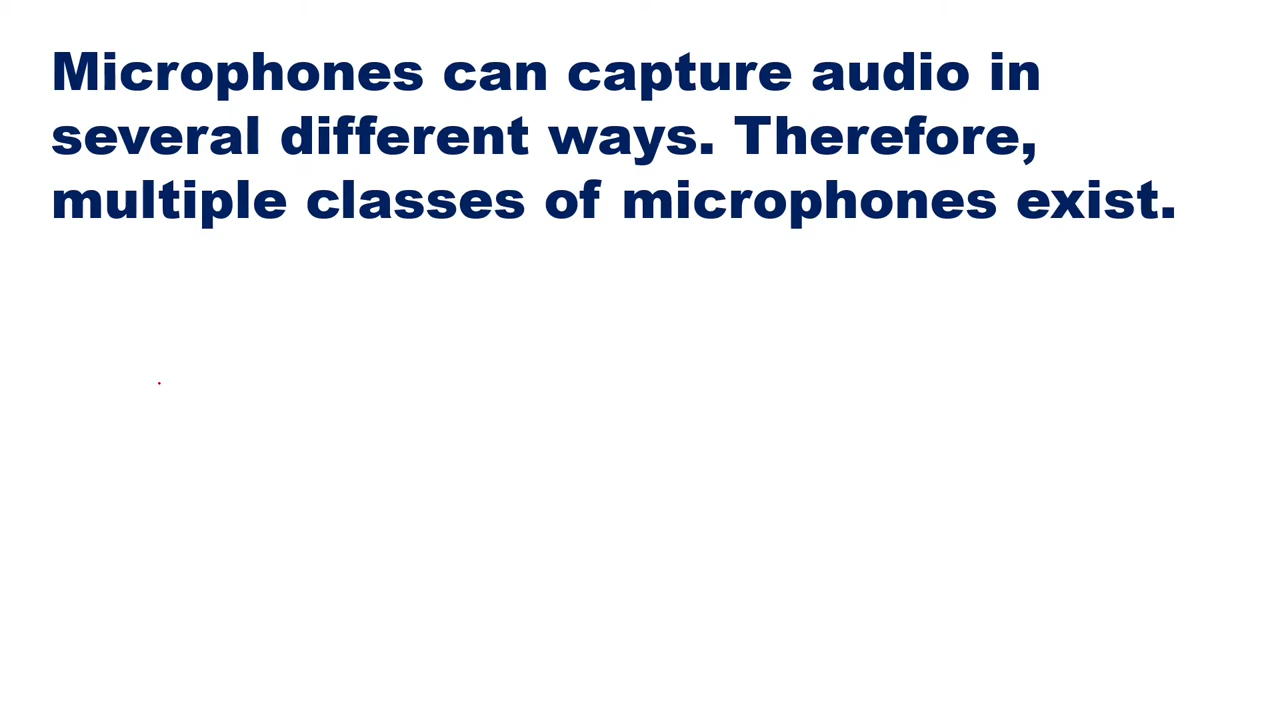 Microphones can capture audio in
several different ways. Therefore,
multiple classes of microphones exist.